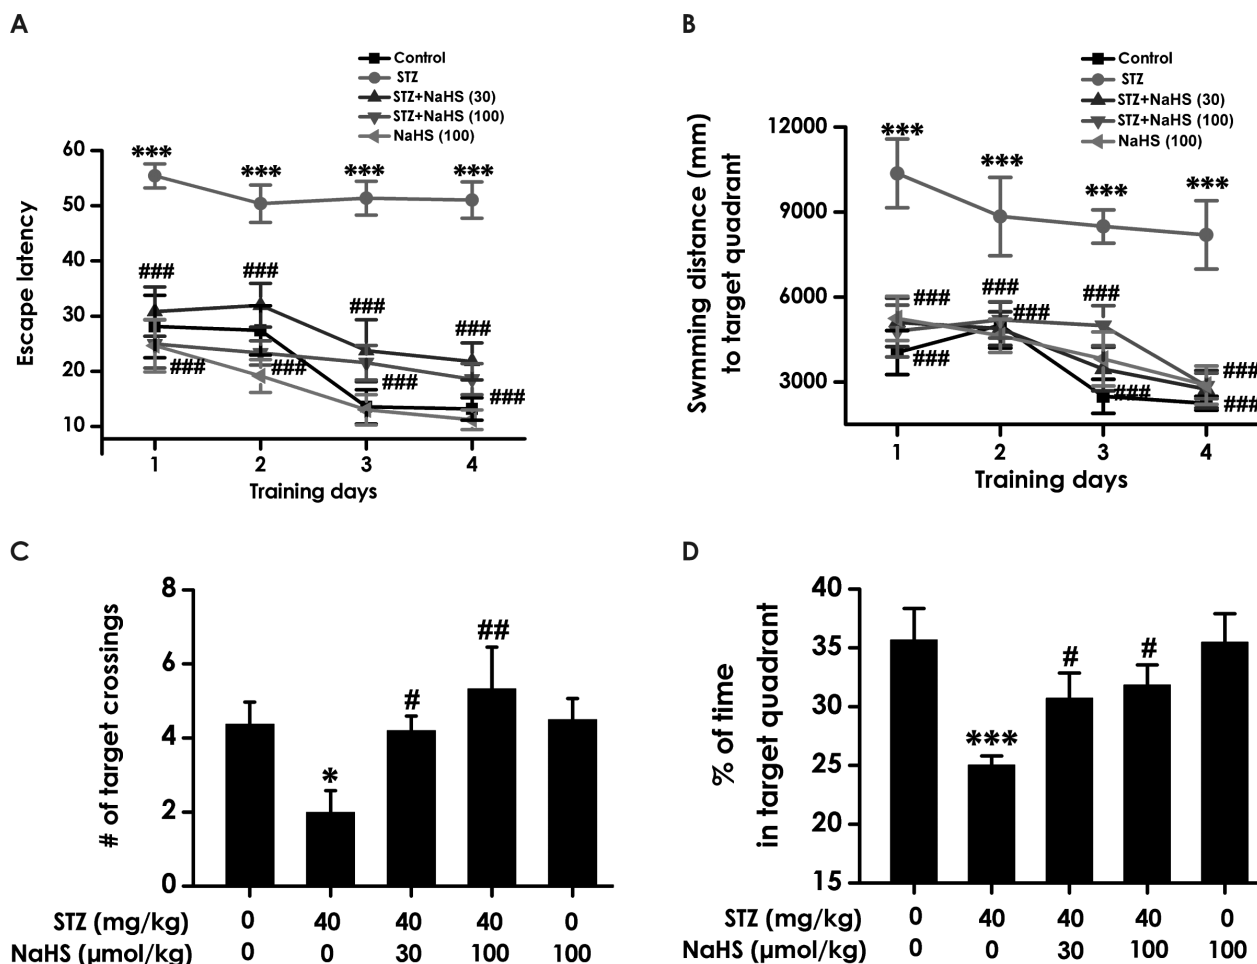 A
Control
STZ
STZ+NaHS (30)
STZ+NaHS (100)
NaHS (100)
60
50
40
30
20
10
Escape latency
***
***
***
***
###
###
###
###
###
###
###
###
1
2
3
4
Training days
B
Control
STZ
STZ+NaHS (30)
STZ+NaHS (100)
NaHS (100)
12000
9000
6000
3000
Swmming distance (mm)
to target quadrant
***
***
***
***
###
###
###
###
###
###
###
###
1
2
3
4
Training days
C
8
6
4
2
0
# of target crossings
*
#
##
STZ (mg/kg) 0 40 40 40 0
NaHS (µmol/kg) 0 0 30 100 100
D
40
35
30
25
20
15
% of time
in target quadrant
***
#
#
STZ (mg/kg) 0 40 40 40 0
NaHS (µmol/kg) 0 0 30 100 100